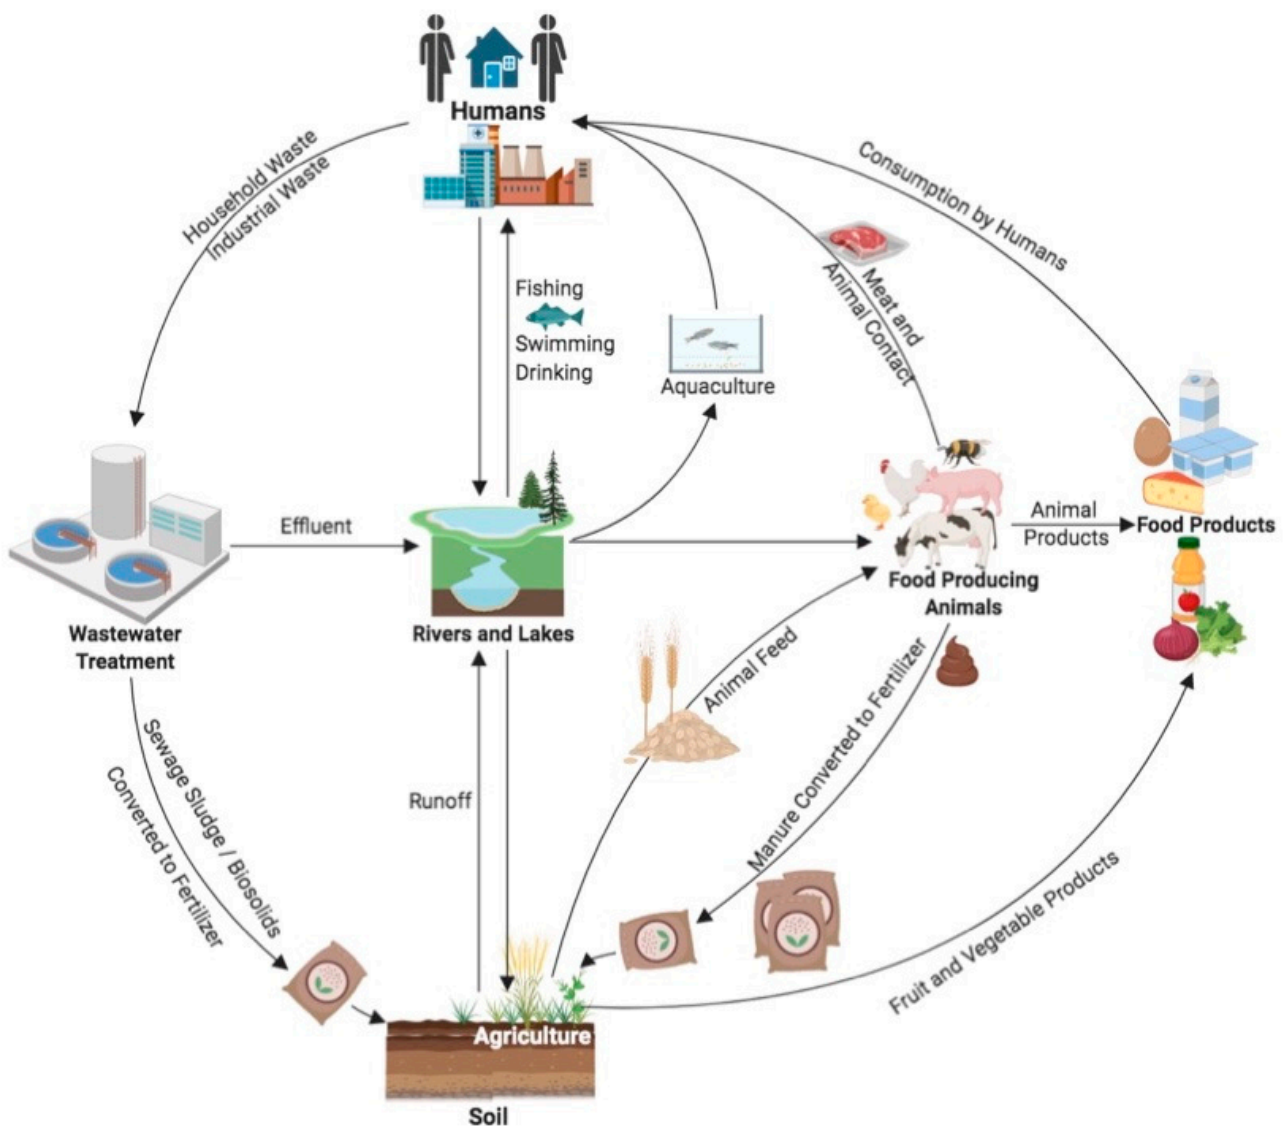 Humans
Household Waste
Industrial Waste
Consumption by Humans
Fishing
Swimming
Drinking
Meat and
Animal Contact
Aquaculture
Effluent
Animal
Products
Food Products
Food Producing
Animals
Rivers and Lakes
Wastewater
Treatment
Animal Feed
Manure Converted to Fertilizer
Sewage Sludge / Biosolids
Converted to Fertilizer
Runoff
Fruit and Vegetable Products
Agriculture
Soil